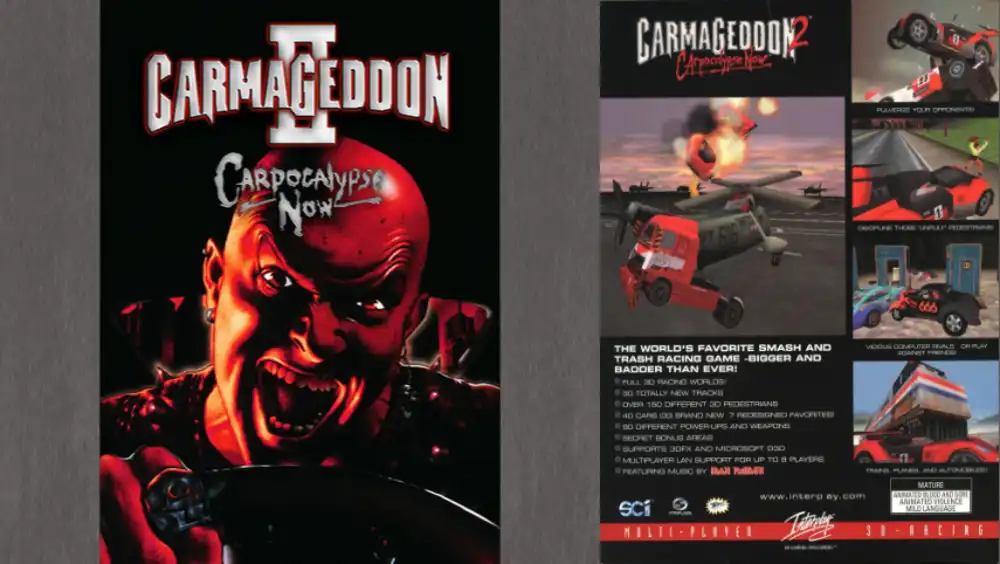 CARMAGEDDON
II
CARPOCALYPSE
NOW
CARMAGEDDON 2
CARpocalypse Now
PULVERIZE YOUR OPPONENTS!
DISCIPLINE THOSE "UNRULY" PEDESTRIANS!
VICIOUS COMPUTER RIVALS... OR PLAY
AGAINST FRIENDS!
TRAINS, PLANES, AND AUTOMOBILES!
THE WORLD'S FAVORITE SMASH AND
TRASH RACING GAME -BIGGER AND
BADDER THAN EVER!
FULL 3D RACING WORLDS!
30 TOTALLY NEW TRACKS
OVER 150 DIFFERENT 3D PEDESTRIANS
40 CARS (33 BRAND NEW, 7 REDESIGNED FAVORITES)
90 DIFFERENT POWER-UPS AND WEAPONS
SECRET BONUS AREAS
SUPPORTS 3DFX AND MICROSOFT D3D
MULTIPLAYER LAN SUPPORT FOR UP TO 6 PLAYERS
FEATURING MUSIC BY IRON MAIDEN
SCi
www.interplay.com
MATURE
ANIMATED BLOOD AND GORE
ANIMATED VIOLENCE
MILD LANGUAGE
MULTI-PLAYER
Interplay
3D-RACING